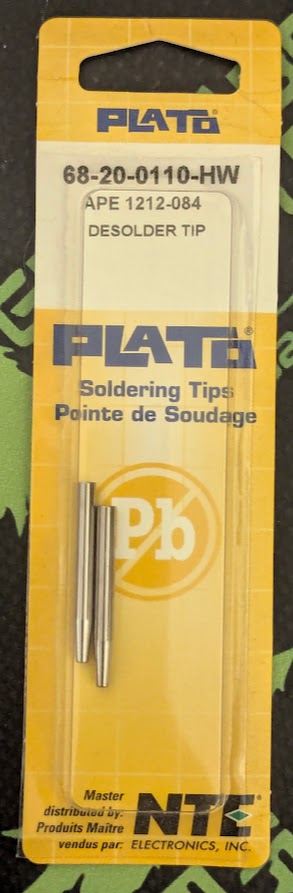 PLATO®
68-20-0110-HW
APE 1212-084
DESOLDER TIP
PLATO®
Soldering Tips
Pointe de Soudage
Pb
Master
distributed by:
Produits Maître
vendus par:
NTE®
ELECTRONICS, INC.